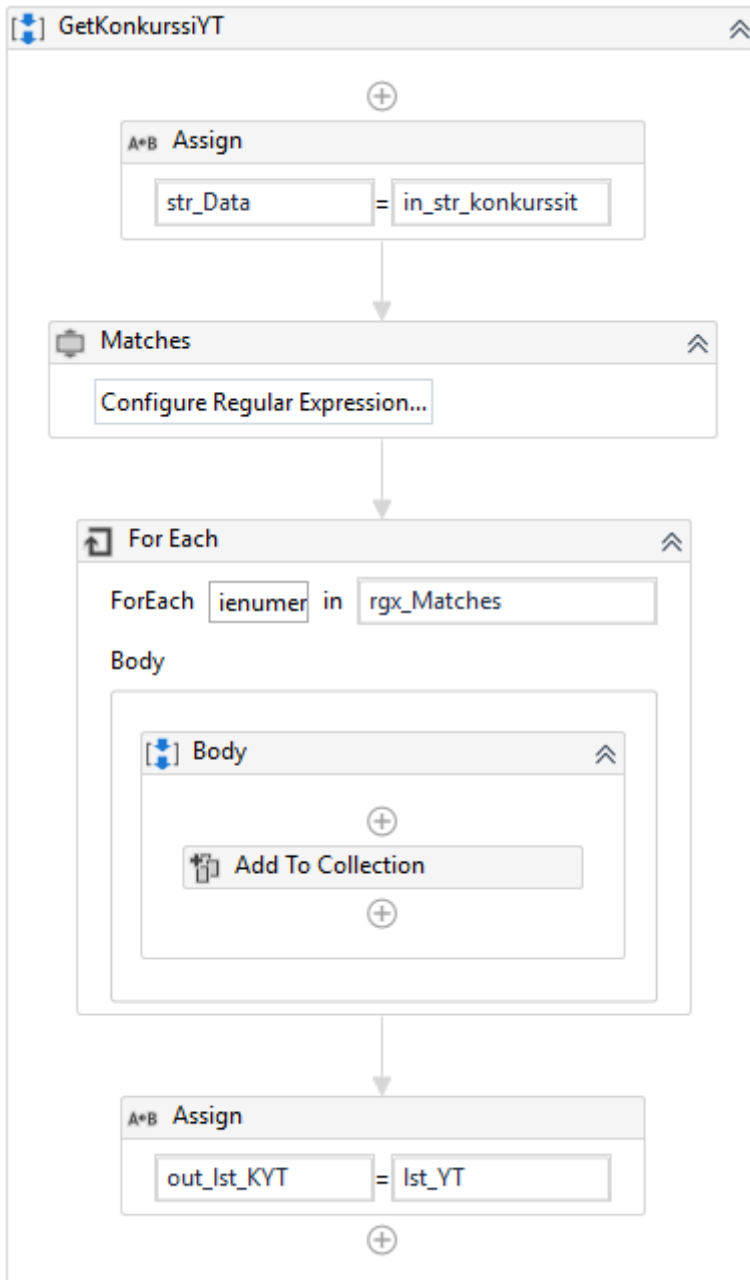 GetKonkurssiYT
A*B Assign
str_Data = in_str_konkurssit
Matches
Configure Regular Expression...
For Each
ForEach ienumer in rgx_Matches
Body
Body
Add To Collection
A*B Assign
out_lst_KYT = lst_YT